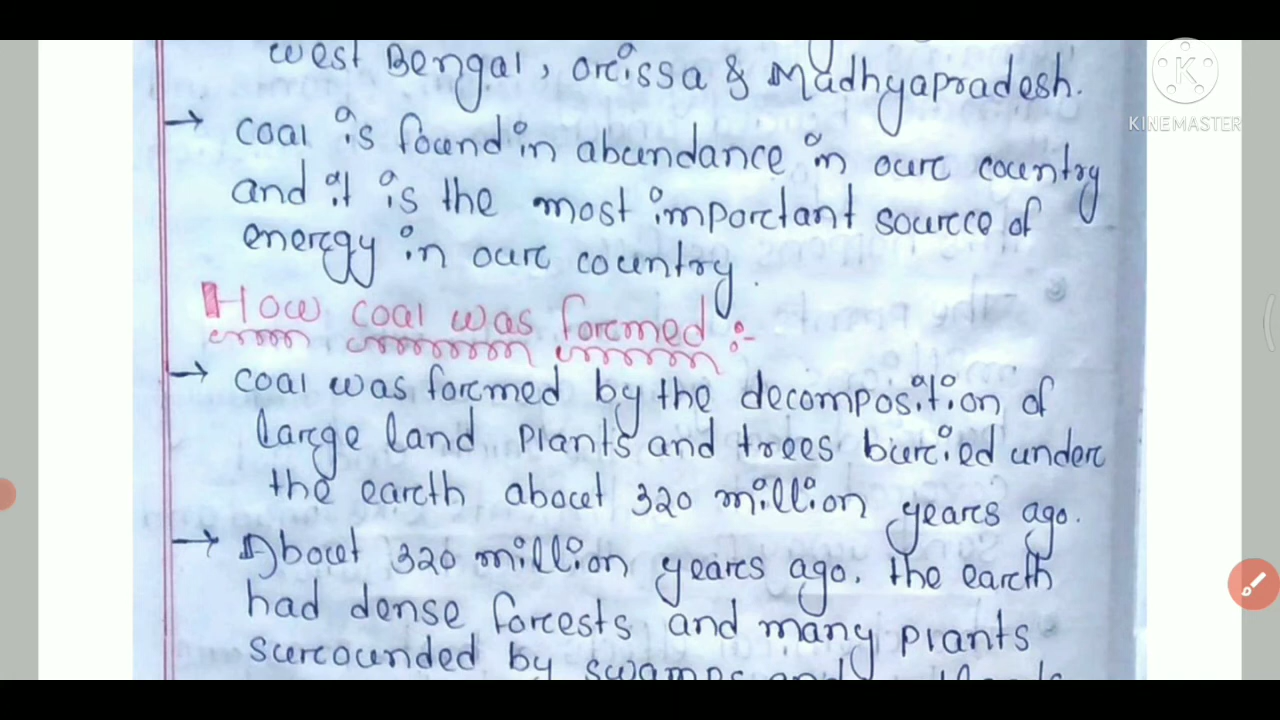 West Bengal, Orissa & Madhyapradesh.
KINEMASTER
→ coal is found in abundance in our country
and it is the most important source of
energy in our country.
How coal was formed :-
→ coal was formed by the decomposition of
large land plants and trees buried under
the earth about 320 million years ago.
→ About 320 million years ago. the earth
had dense forests and many plants
surrounded by swamps and